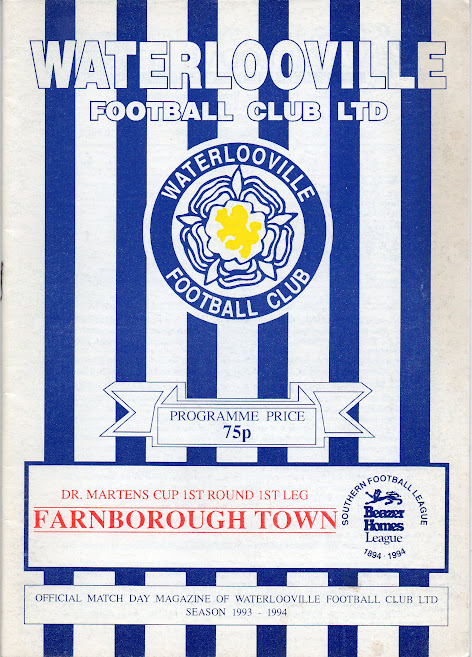 WATERLOOVILLE
FOOTBALL CLUB LTD
WATERLOOVILLE
FOOTBALL CLUB
PROGRAMME PRICE
75p
DR. MARTENS CUP 1ST ROUND 1ST LEG
FARNBOROUGH TOWN
SOUTHERN FOOTBALL LEAGUE
Beazer
Homes
League
1894 - 1994
OFFICIAL MATCH DAY MAGAZINE OF WATERLOOVILLE FOOTBALL CLUB LTD
SEASON 1993 - 1994